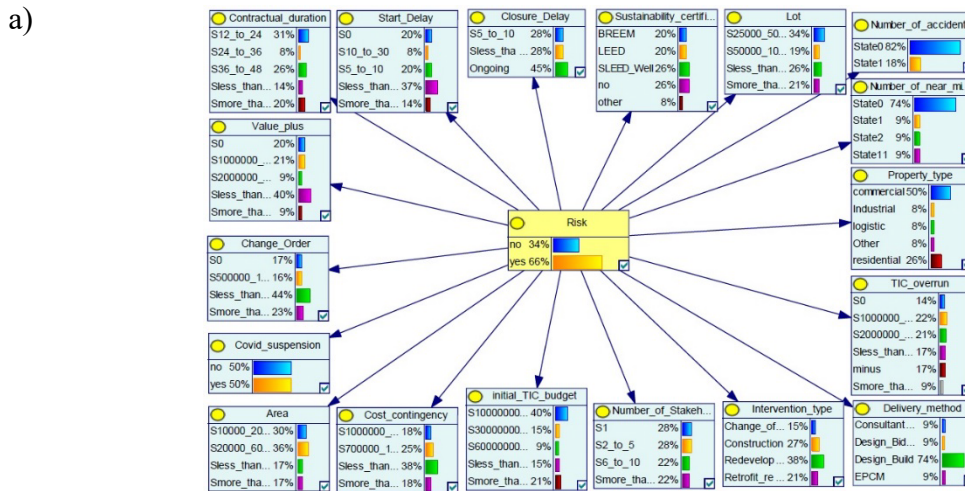 a)
Contractual_duration
S12_to_24 31%
S24_to_36 8%
S36_to_48 26%
Sless_than... 14%
Smore_tha... 20%
Start_Delay
S0 20%
S10_to_30 8%
S5_to_10 20%
Sless_than... 37%
Smore_tha... 14%
Closure_Delay
S5_to_10 28%
Sless_tha... 28%
Ongoing 45%
Sustainability_certifi...
BREEM 20%
LEED 20%
SLEED_Well 26%
no 26%
other 8%
Lot
S25000_50... 34%
S50000_10... 19%
Sless_than... 26%
Smore_tha... 21%
Number_of_accident
State0 82%
State1 18%
Number_of_near_mi...
State0 74%
State1 9%
State2 9%
State11 9%
Value_plus
S0 20%
S1000000_... 21%
S2000000_... 9%
Sless_than... 40%
Smore_tha... 9%
Property_type
commercial 50%
Industrial 8%
logistic 8%
Other 8%
residential 26%
Risk
no 34%
yes 66%
Change_Order
S0 17%
S500000_1... 16%
Sless_than... 44%
Smore_tha... 23%
TIC_overrun
S0 14%
S1000000_... 22%
S2000000_... 21%
Sless_than... 17%
minus 17%
Smore_tha... 9%
Covid_suspension
no 50%
yes 50%
Area
S10000_20... 30%
S20000_60... 36%
Sless_than... 17%
Smore_tha... 17%
Cost_contingency
S1000000_... 18%
S700000_1... 25%
Sless_than... 38%
Smore_tha... 18%
initial_TIC_budget
S10000000... 40%
S30000000... 15%
S60000000... 9%
Sless_than... 15%
Smore_tha... 21%
Number_of_Stakeh...
S1 28%
S2_to_5 28%
S6_to_10 22%
Smore_tha... 22%
Intervention_type
Change_of... 15%
Construction 27%
Redevelop... 38%
Retrofit_re... 21%
Delivery_method
Consultant... 9%
Design_Bid... 9%
Design_Build 74%
EPCM 9%